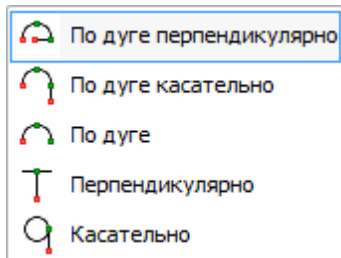 По дуге перпендикулярно
По дуге касательно
По дуге
Перпендикулярно
Касательно